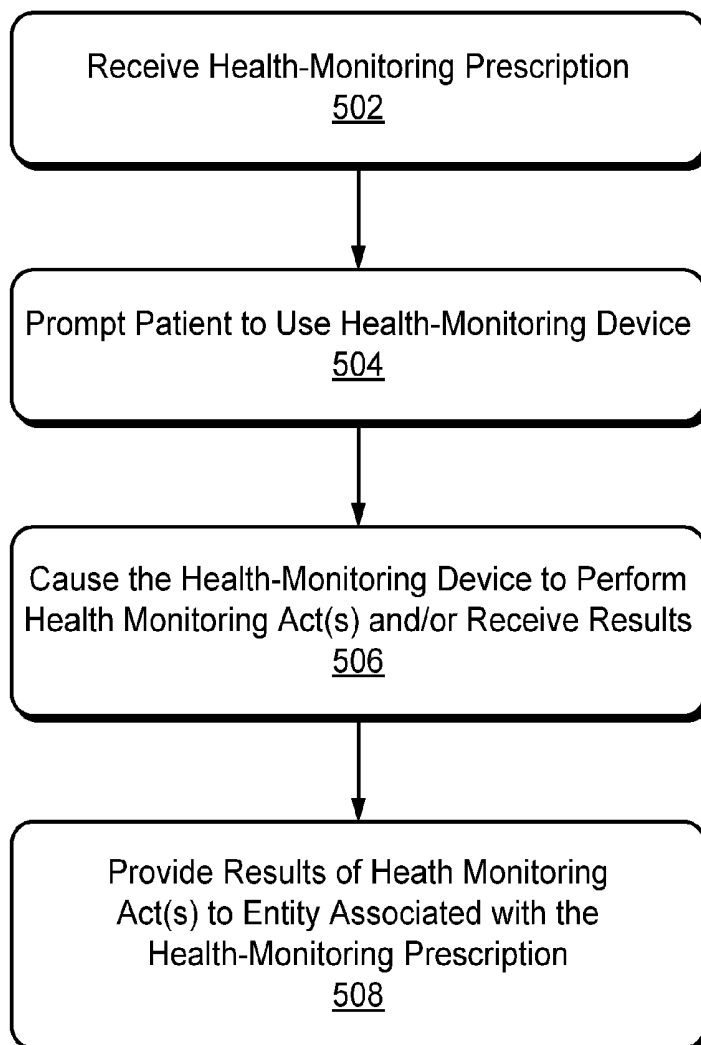 Receive Health-Monitoring Prescription
502
Prompt Patient to Use Health-Monitoring Device
504
Cause the Health-Monitoring Device to Perform
Health Monitoring Act(s) and/or Receive Results
506
Provide Results of Heath Monitoring
Act(s) to Entity Associated with the
Health-Monitoring Prescription
508